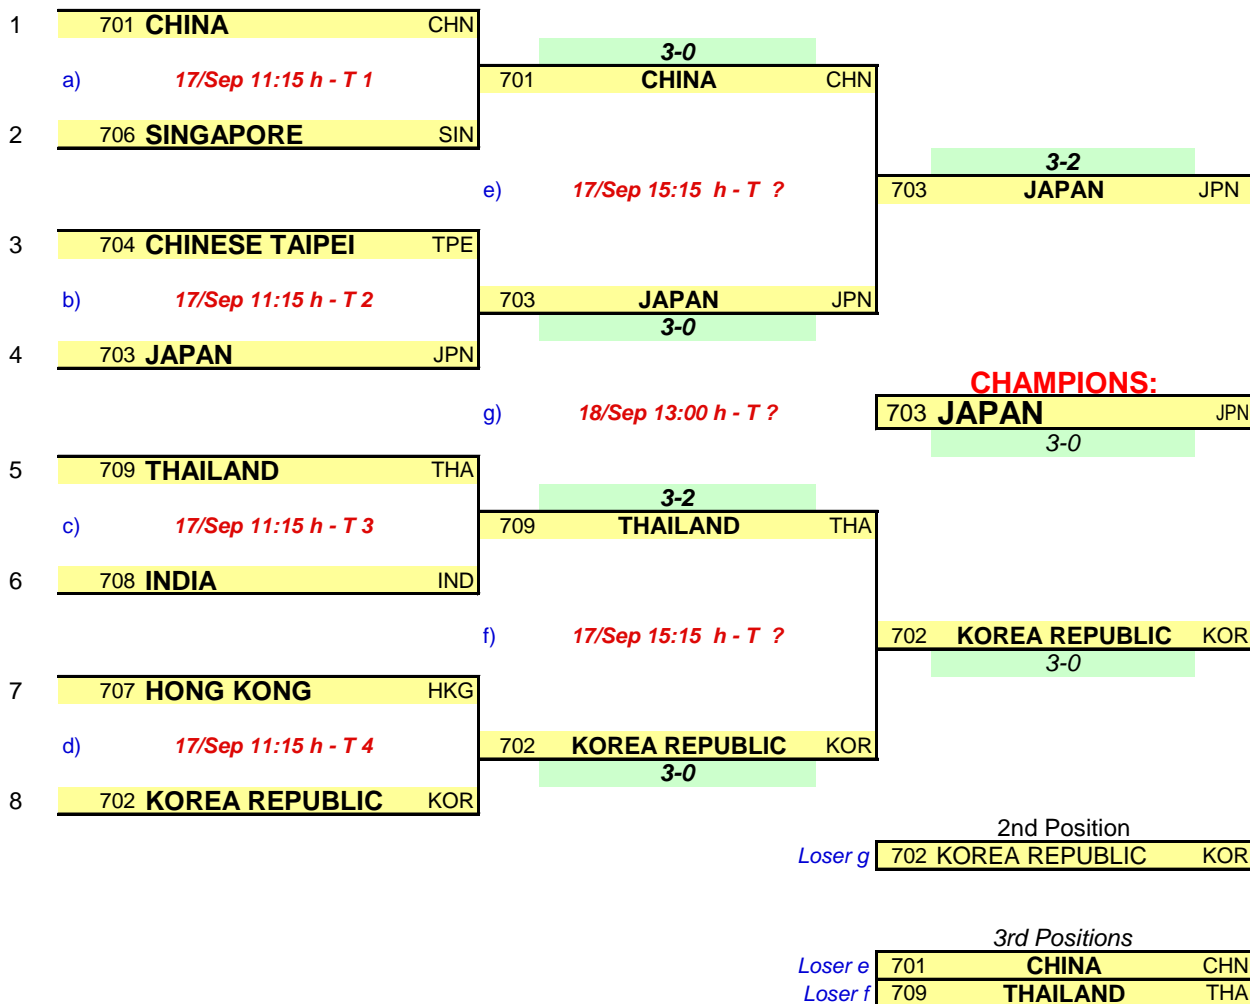 1 701 CHINA CHN
3-0
a) 17/Sep 11:15 h - T 1 701 CHINA CHN
2 706 SINGAPORE SIN
3-2
e) 17/Sep 15:15 h - T ? 703 JAPAN JPN
3 704 CHINESE TAIPEI TPE
b) 17/Sep 11:15 h - T 2 703 JAPAN JPN
3-0
4 703 JAPAN JPN
CHAMPIONS:
g) 18/Sep 13:00 h - T ? 703 JAPAN JPN
3-0
5 709 THAILAND THA
3-2
c) 17/Sep 11:15 h - T 3 709 THAILAND THA
6 708 INDIA IND
f) 17/Sep 15:15 h - T ? 702 KOREA REPUBLIC KOR
3-0
7 707 HONG KONG HKG
d) 17/Sep 11:15 h - T 4 702 KOREA REPUBLIC KOR
3-0
8 702 KOREA REPUBLIC KOR
2nd Position
Loser g 702 KOREA REPUBLIC KOR
3rd Positions
Loser e 701 CHINA CHN
Loser f 709 THAILAND THA